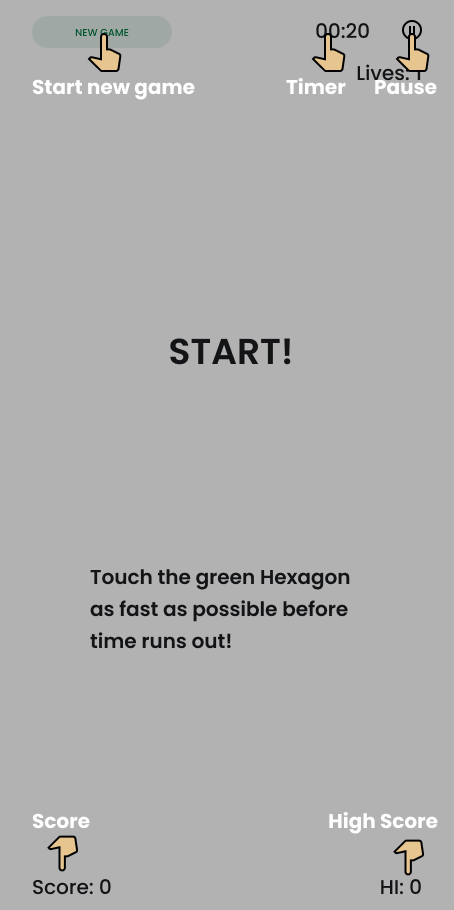 NEW GAME
00:20
Lives: 1
Start new game
Timer
Pause
START!
Touch the green Hexagon
as fast as possible before
time runs out!
Score
High Score
Score: 0
HI: 0